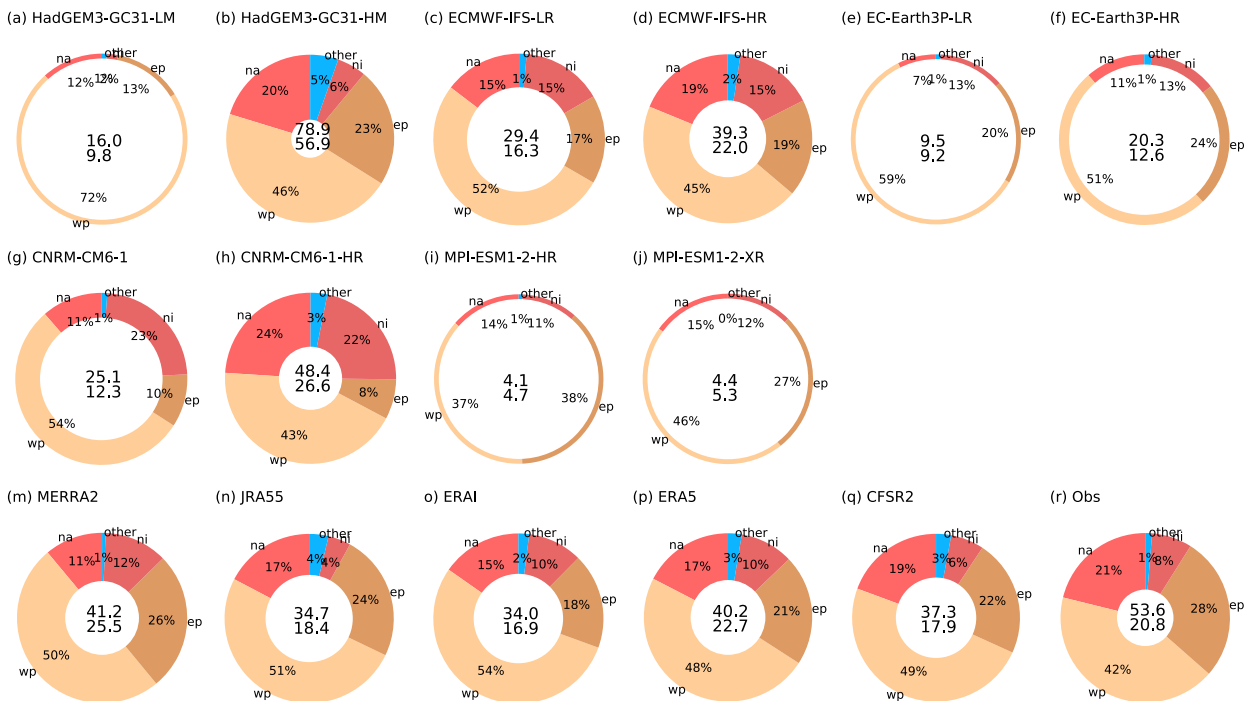 (a) HadGEM3-GC31-LM
(b) HadGEM3-GC31-HM
(c) ECMWF-IFS-LR
(d) ECMWF-IFS-HR
(e) EC-Earth3P-LR
(f) EC-Earth3P-HR
other
na
ep
12%
1%
2%
13%
16.0
9.8
72%
wp
other
na
ni
5%
6%
20%
23%
ep
78.9
56.9
46%
wp
other
na
ni
15%
1%
15%
17%
ep
29.4
16.3
52%
wp
other
na
ni
19%
2%
15%
19%
ep
39.3
22.0
45%
wp
other
na
ni
7%
1%
13%
20%
ep
9.5
9.2
59%
wp
other
na
ni
11%
1%
13%
24%
ep
20.3
12.6
51%
wp
(g) CNRM-CM6-1
(h) CNRM-CM6-1-HR
(i) MPI-ESM1-2-HR
(j) MPI-ESM1-2-XR
other
na
ni
11%
1%
23%
10%
ep
25.1
12.3
54%
wp
other
na
ni
24%
3%
22%
8%
ep
48.4
26.6
43%
wp
other
na
ni
14%
1%
11%
38%
ep
4.1
4.7
37%
wp
other
na
ni
15%
0%
12%
27%
ep
4.4
5.3
46%
wp
(m) MERRA2
(n) JRA55
(o) ERAI
(p) ERA5
(q) CFSR2
(r) Obs
other
na
ni
11%
1%
12%
26%
ep
41.2
25.5
50%
wp
other
na
ni
17%
4%
4%
24%
ep
34.7
18.4
51%
wp
other
na
ni
15%
2%
10%
18%
ep
34.0
16.9
54%
wp
other
na
ni
17%
3%
10%
21%
ep
40.2
22.7
48%
wp
other
na
ni
19%
3%
6%
22%
ep
37.3
17.9
49%
wp
other
na
ni
21%
1%
8%
28%
ep
53.6
20.8
42%
wp